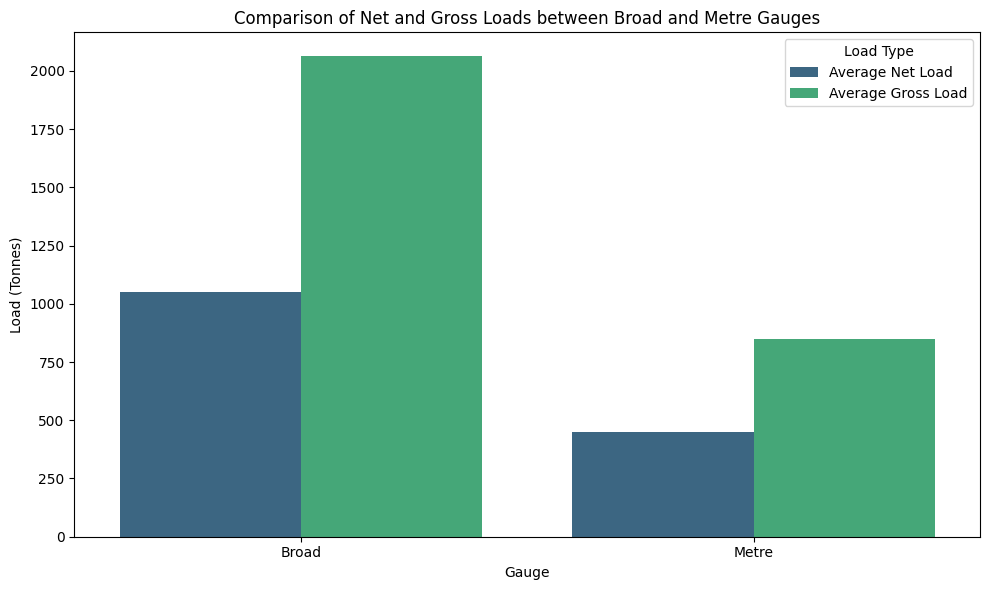 Comparison of Net and Gross Loads between Broad and Metre Gauges
Load Type
Average Net Load
Average Gross Load
Load (Tonnes)
2000
1750
1500
1250
1000
750
500
250
0
Broad
Metre
Gauge